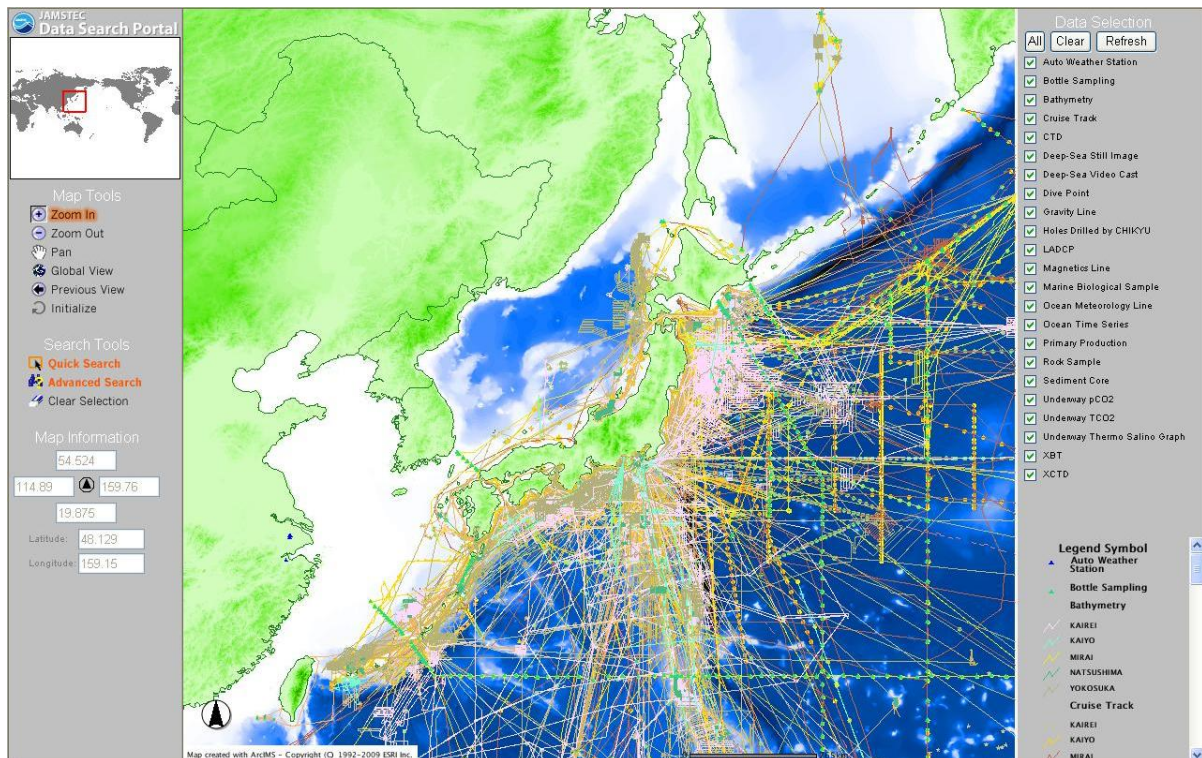 JAMSTEC
Data Search Portal
Map Tools
Zoom In
Zoom Out
Pan
Global View
Previous View
Initialize
Search Tools
Quick Search
Advanced Search
Clear Selection
Map Information
54.524
114.89 159.76
19.875
Latitude: 48.129
Longitude: 159.15
Map created with ArcIMS - Copyright (C) 1992-2009 ESRI Inc.
Data Selection
All Clear Refresh
Auto Weather Station
Bottle Sampling
Bathymetry
Cruise Track
CTD
Deep-Sea Still Image
Deep-Sea Video Cast
Dive Point
Gravity Line
Holes Drilled by CHIKYU
LADCP
Magnetics Line
Marine Biological Sample
Ocean Meteorology Line
Ocean Time Series
Primary Production
Rock Sample
Sediment Core
Underway pCO2
Underway TCO2
Underway Thermo Salino Graph
XBT
XCTD
Legend Symbol
Auto Weather
Station
Bottle Sampling
Bathymetry
KAIREI
KAIYO
MIRAI
NATSUSHIMA
YOKOSUKA
Cruise Track
KAIREI
KAIYO
MIRAI